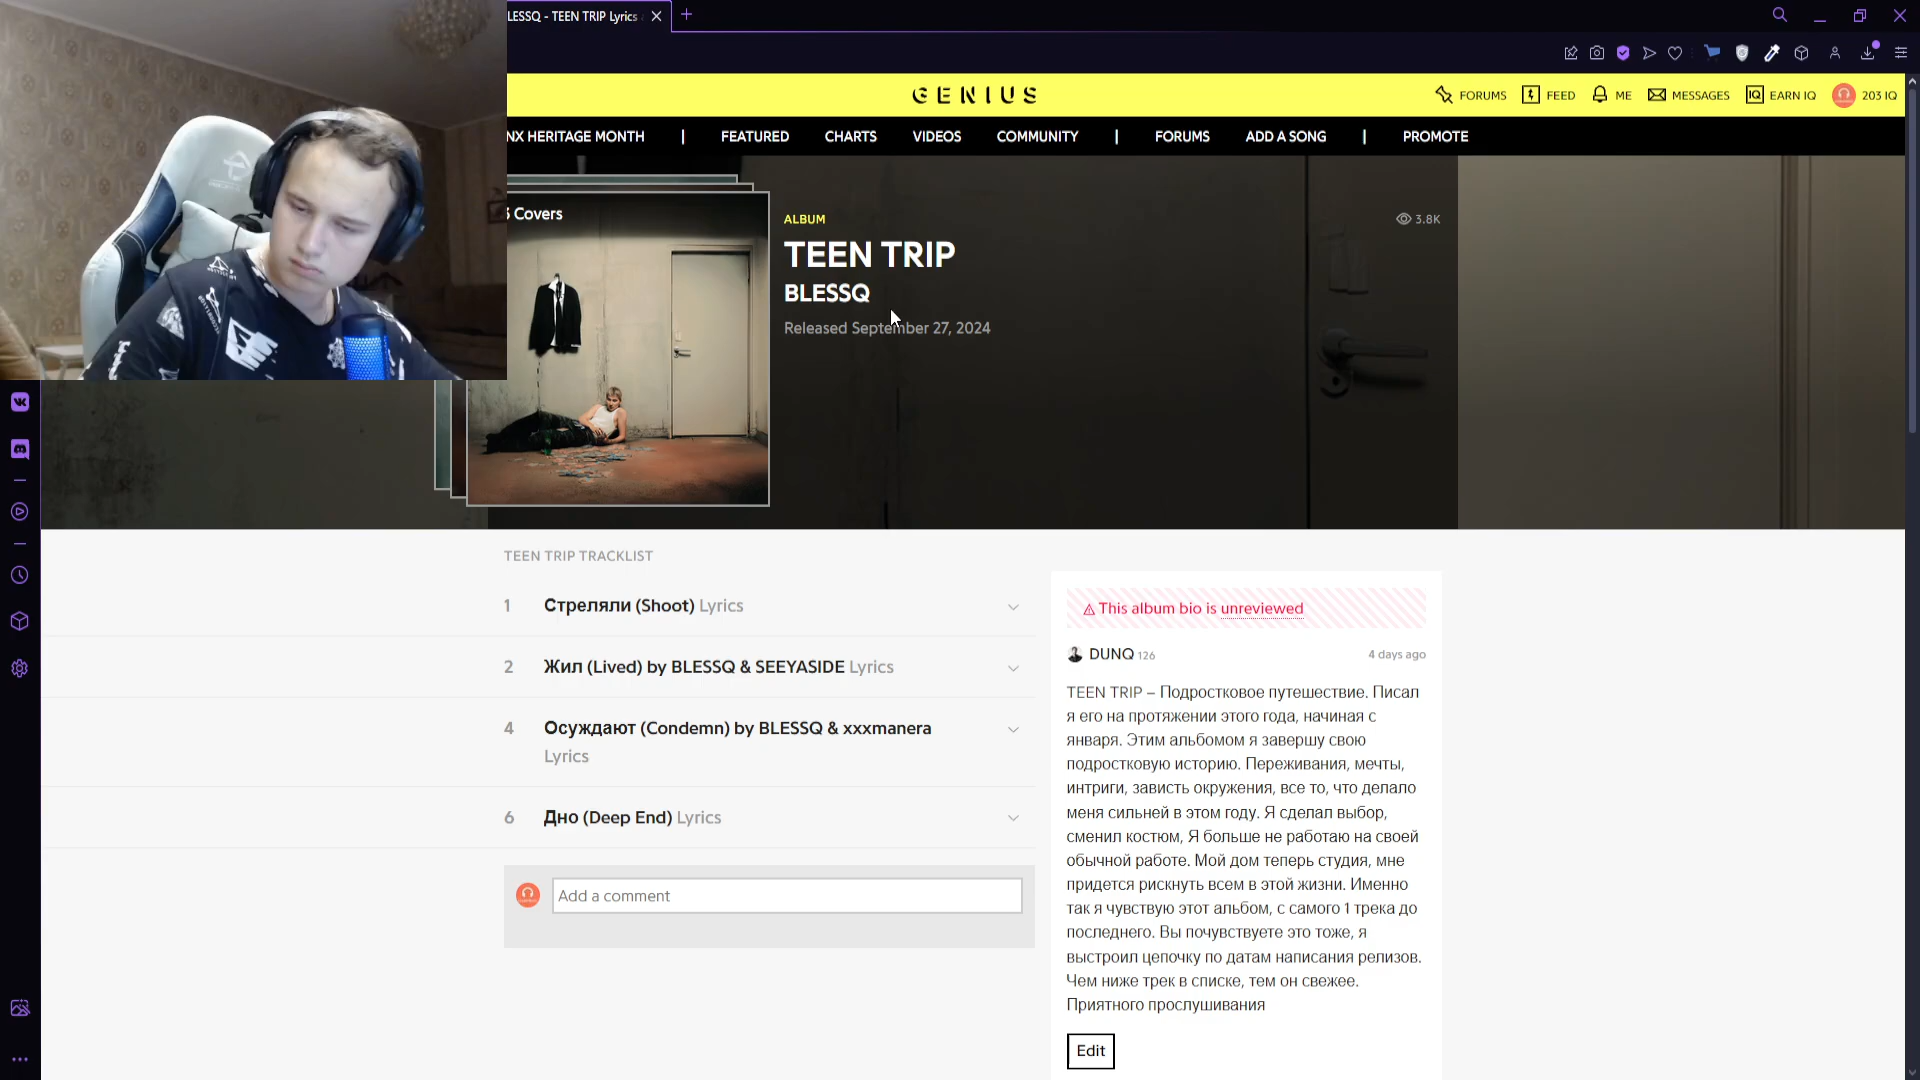 LESSQ - TEEN TRIP Lyrics
GENIUS
FORUMS
FEED
ME
MESSAGES
IQ EARN IQ
203 IQ
NX HERITAGE MONTH | FEATURED CHARTS VIDEOS COMMUNITY | FORUMS ADD A SONG | PROMOTE
Covers
ALBUM
3.8K
TEEN TRIP
BLESSQ
Released September 27, 2024
TEEN TRIP TRACKLIST
1 Стреляли (Shoot) Lyrics
2 Жил (Lived) by BLESSQ & SEEYASIDE Lyrics
4 Осуждают (Condemn) by BLESSQ & xxxmanera
Lyrics
6 Дно (Deep End) Lyrics
Add a comment
This album bio is unreviewed
DUNQ 126
4 days ago
TEEN TRIP – Подростковое путешествие. Писал
я его на протяжении этого года, начиная с
января. Этим альбомом я завершу свою
подростковую историю. Переживания, мечты,
интриги, зависть окружения, все то, что делало
меня сильней в этом году. Я сделал выбор,
сменил костюм, Я больше не работаю на своей
обычной работе. Мой дом теперь студия, мне
придется рискнуть всем в этой жизни. Именно
так я чувствую этот альбом, с самого 1 трека до
последнего. Вы почувствуете это тоже, я
выстроил цепочку по датам написания релизов.
Чем ниже трек в списке, тем он свежее.
Приятного прослушивания
Edit